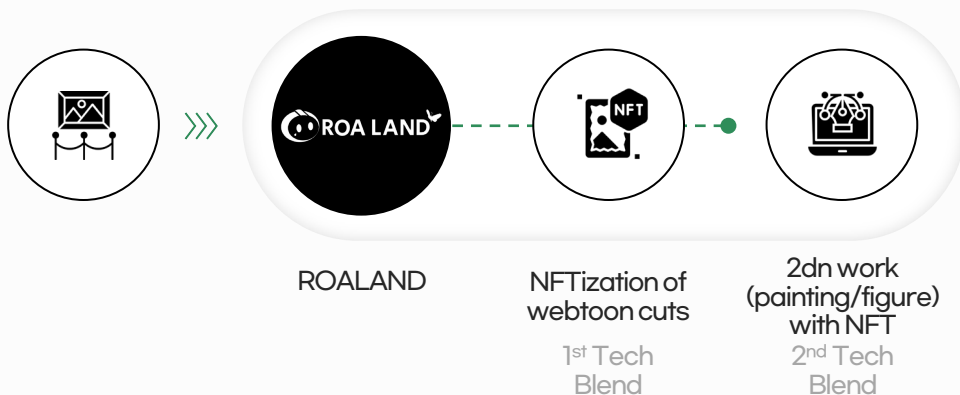 ROA LAND
NFT
ROALAND
NFTization of
webtoon cuts
1st Tech
Blend
2dn work
(painting/figure)
with NFT
2nd Tech
Blend